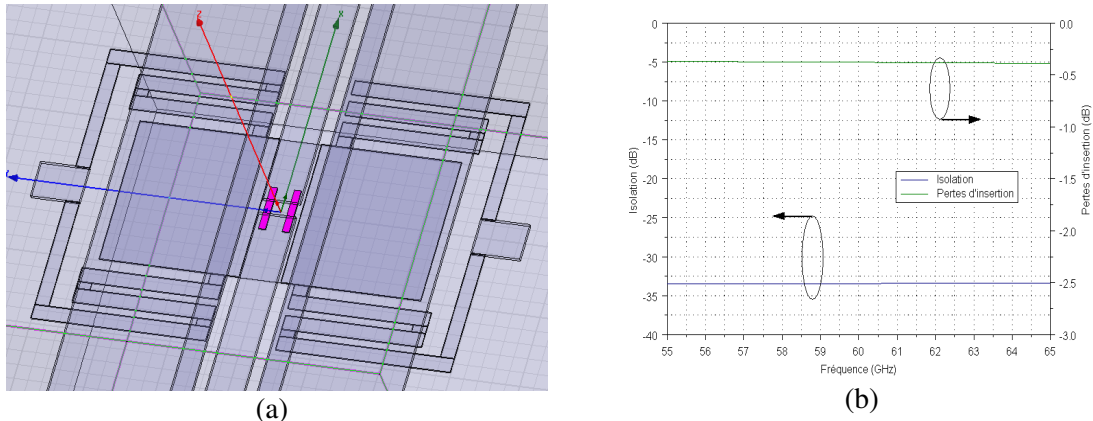 Z
X
0
-5
-10
-15
-20
-25
-30
-35
-40
Isolation (dB)
0.0
-0.5
-1.0
-1.5
-2.0
-2.5
-3.0
Pertes d'insertion (dB)
Isolation
Pertes d'insertion
55 56 57 58 59 60 61 62 63 64 65
Fréquence (GHz)
(a)
(b)